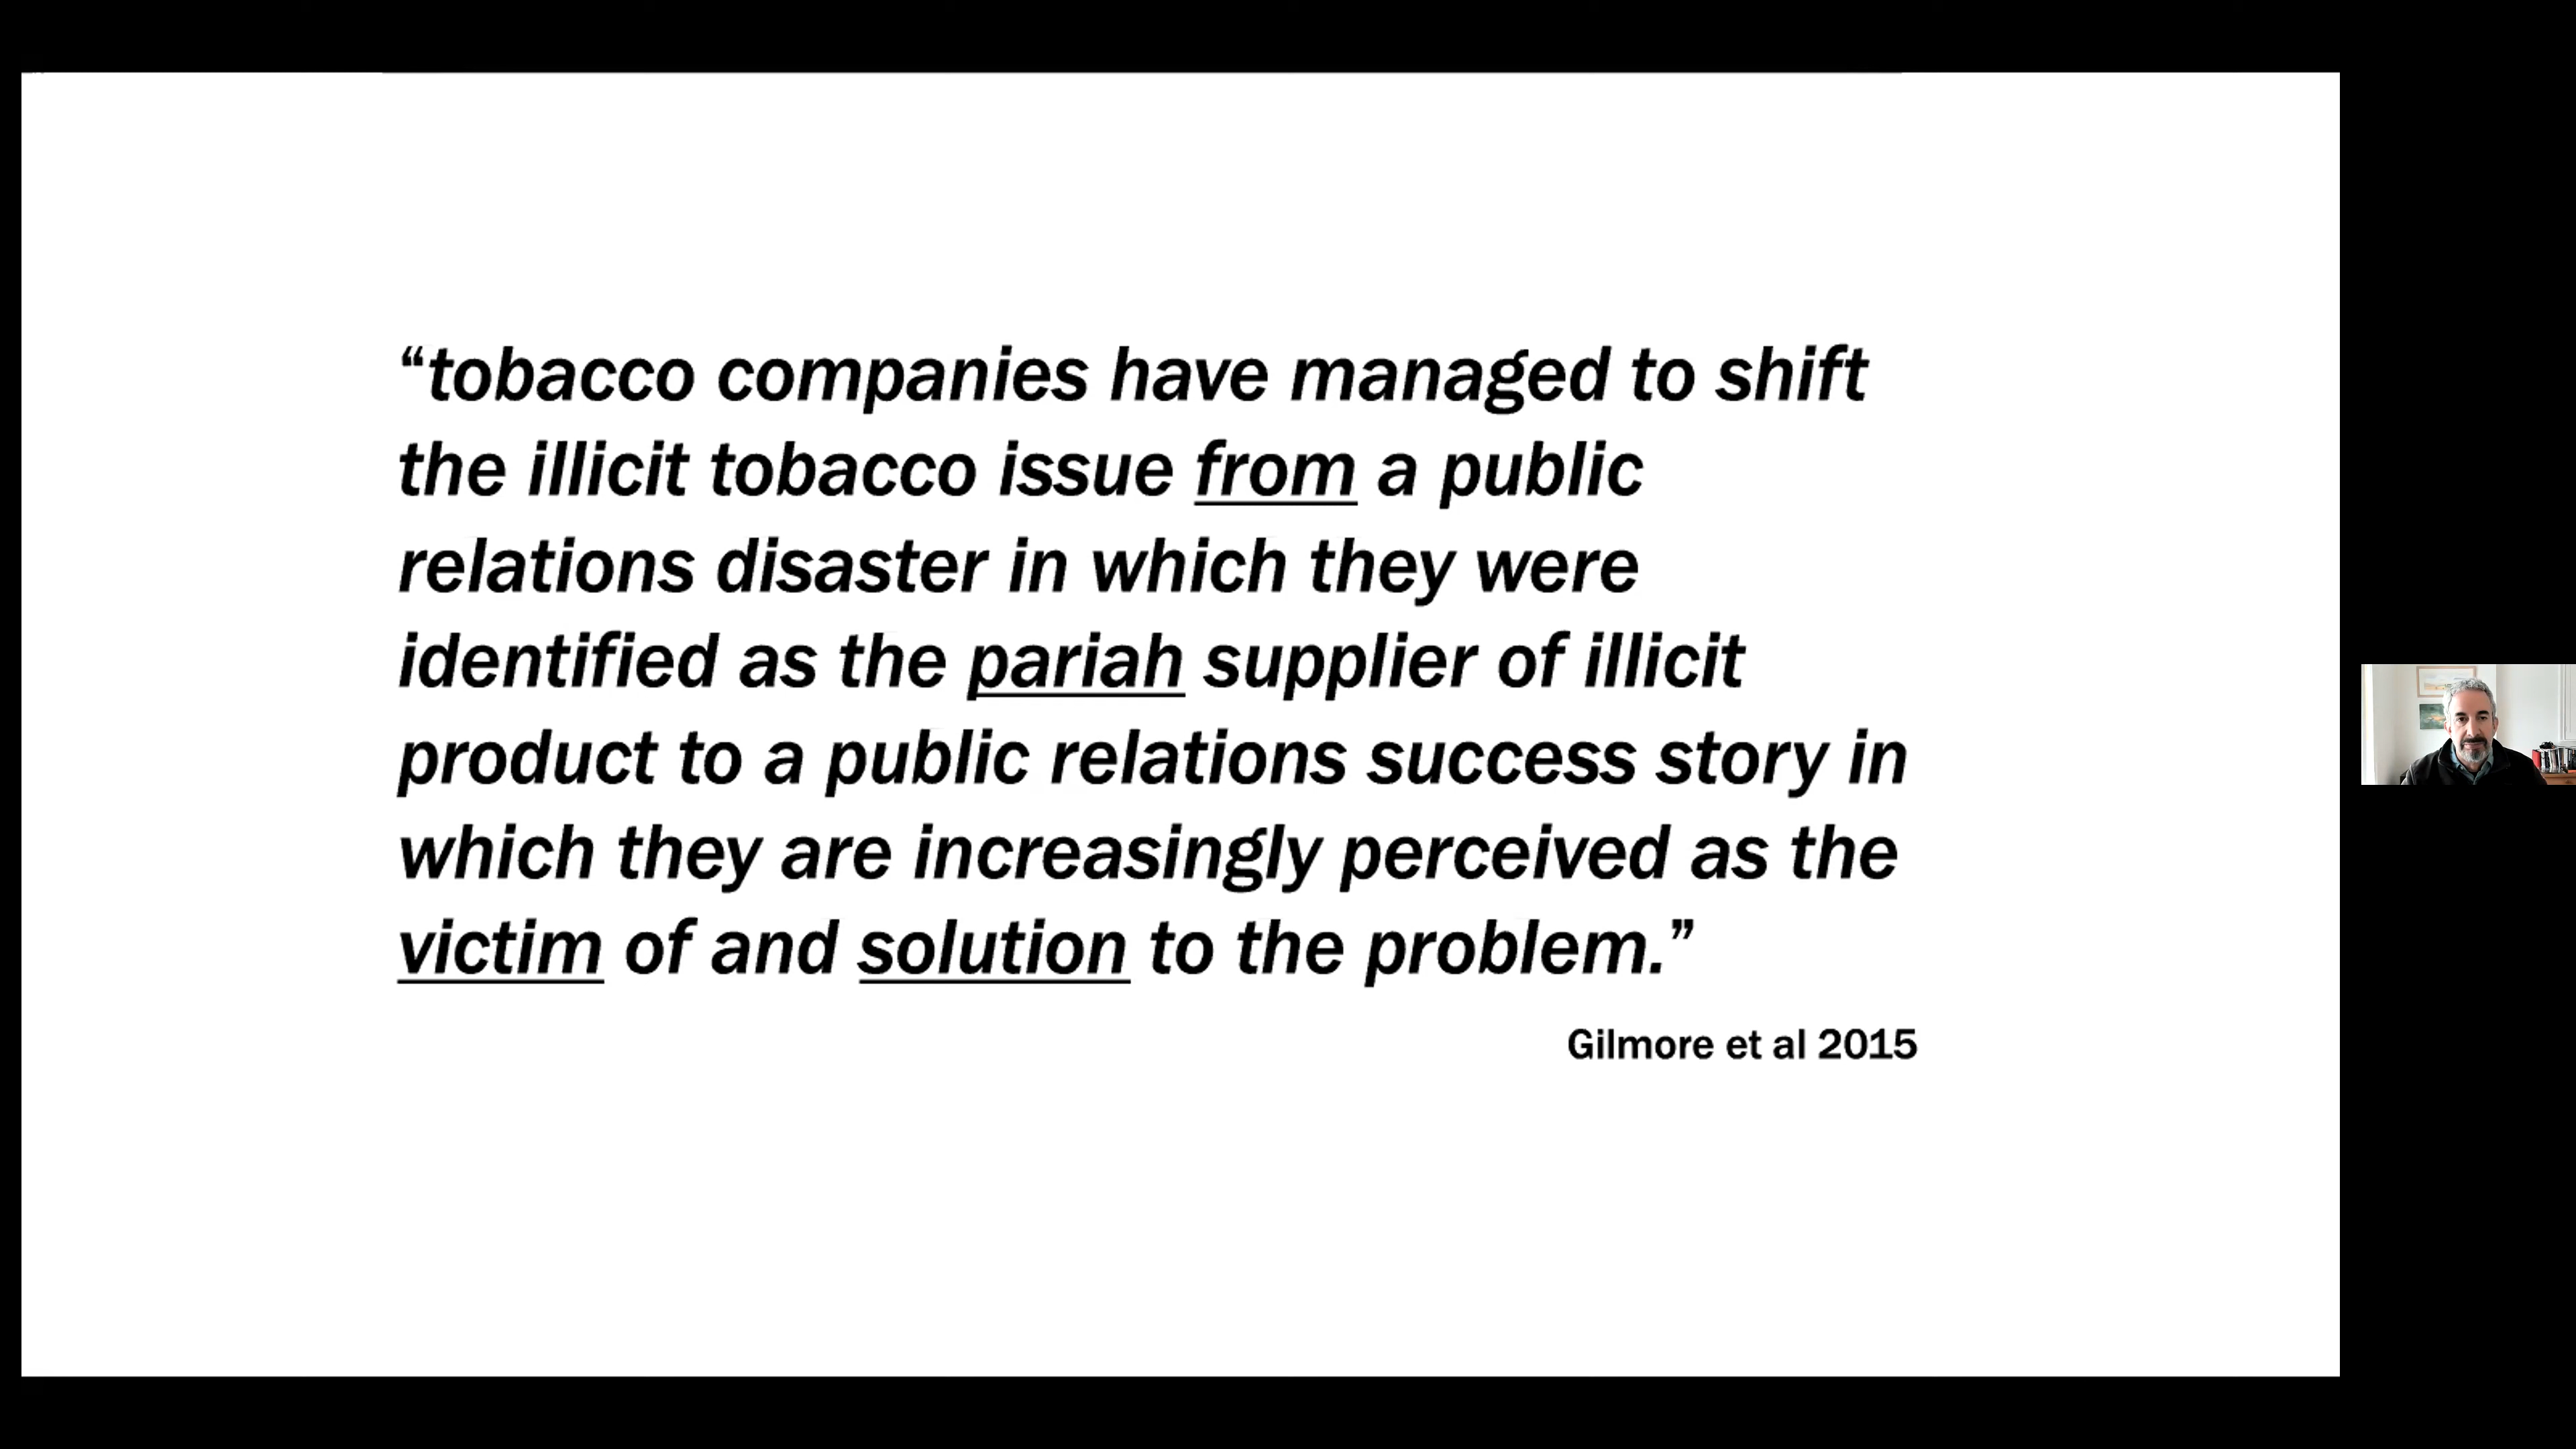 “tobacco companies have managed to shift
the illicit tobacco issue from a public
relations disaster in which they were
identified as the pariah supplier of illicit
product to a public relations success story in
which they are increasingly perceived as the
victim of and solution to the problem.”
Gilmore et al 2015